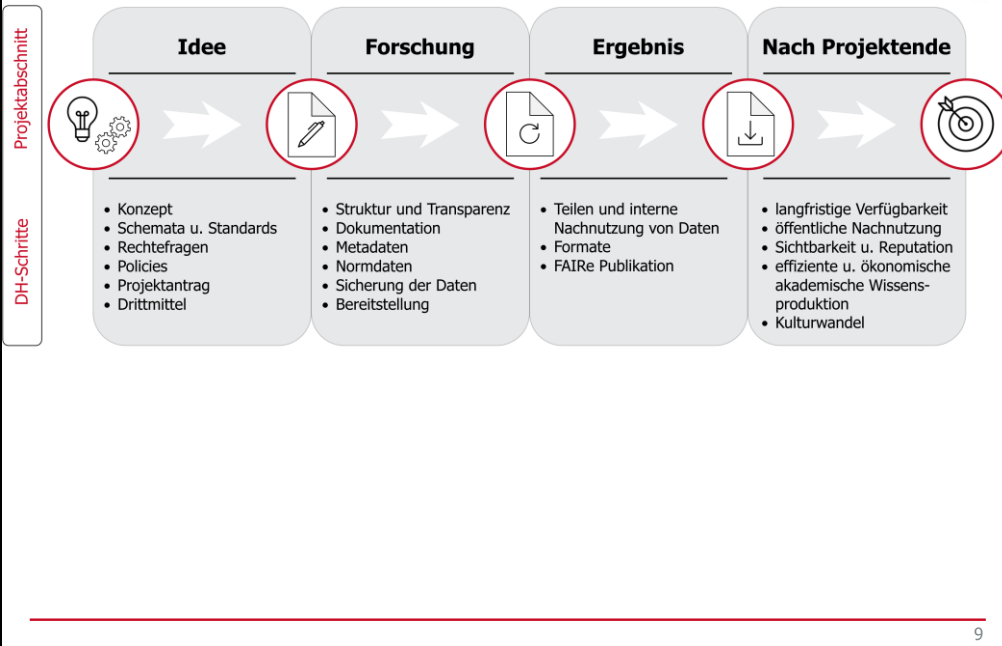 Projektabschnitt
DH-Schritte
Idee
• Konzept
• Schemata u. Standards
• Rechtefragen
• Policies
• Projektantrag
• Drittmittel
Forschung
• Struktur und Transparenz
• Dokumentation
• Metadaten
• Normdaten
• Sicherung der Daten
• Bereitstellung
Ergebnis
• Teilen und interne
Nachnutzung von Daten
• Formate
• FAIRe Publikation
Nach Projektende
• langfristige Verfügbarkeit
• öffentliche Nachnutzung
• Sichtbarkeit u. Reputation
• effiziente u. ökonomische
akademische Wissens-
produktion
• Kulturwandel
9